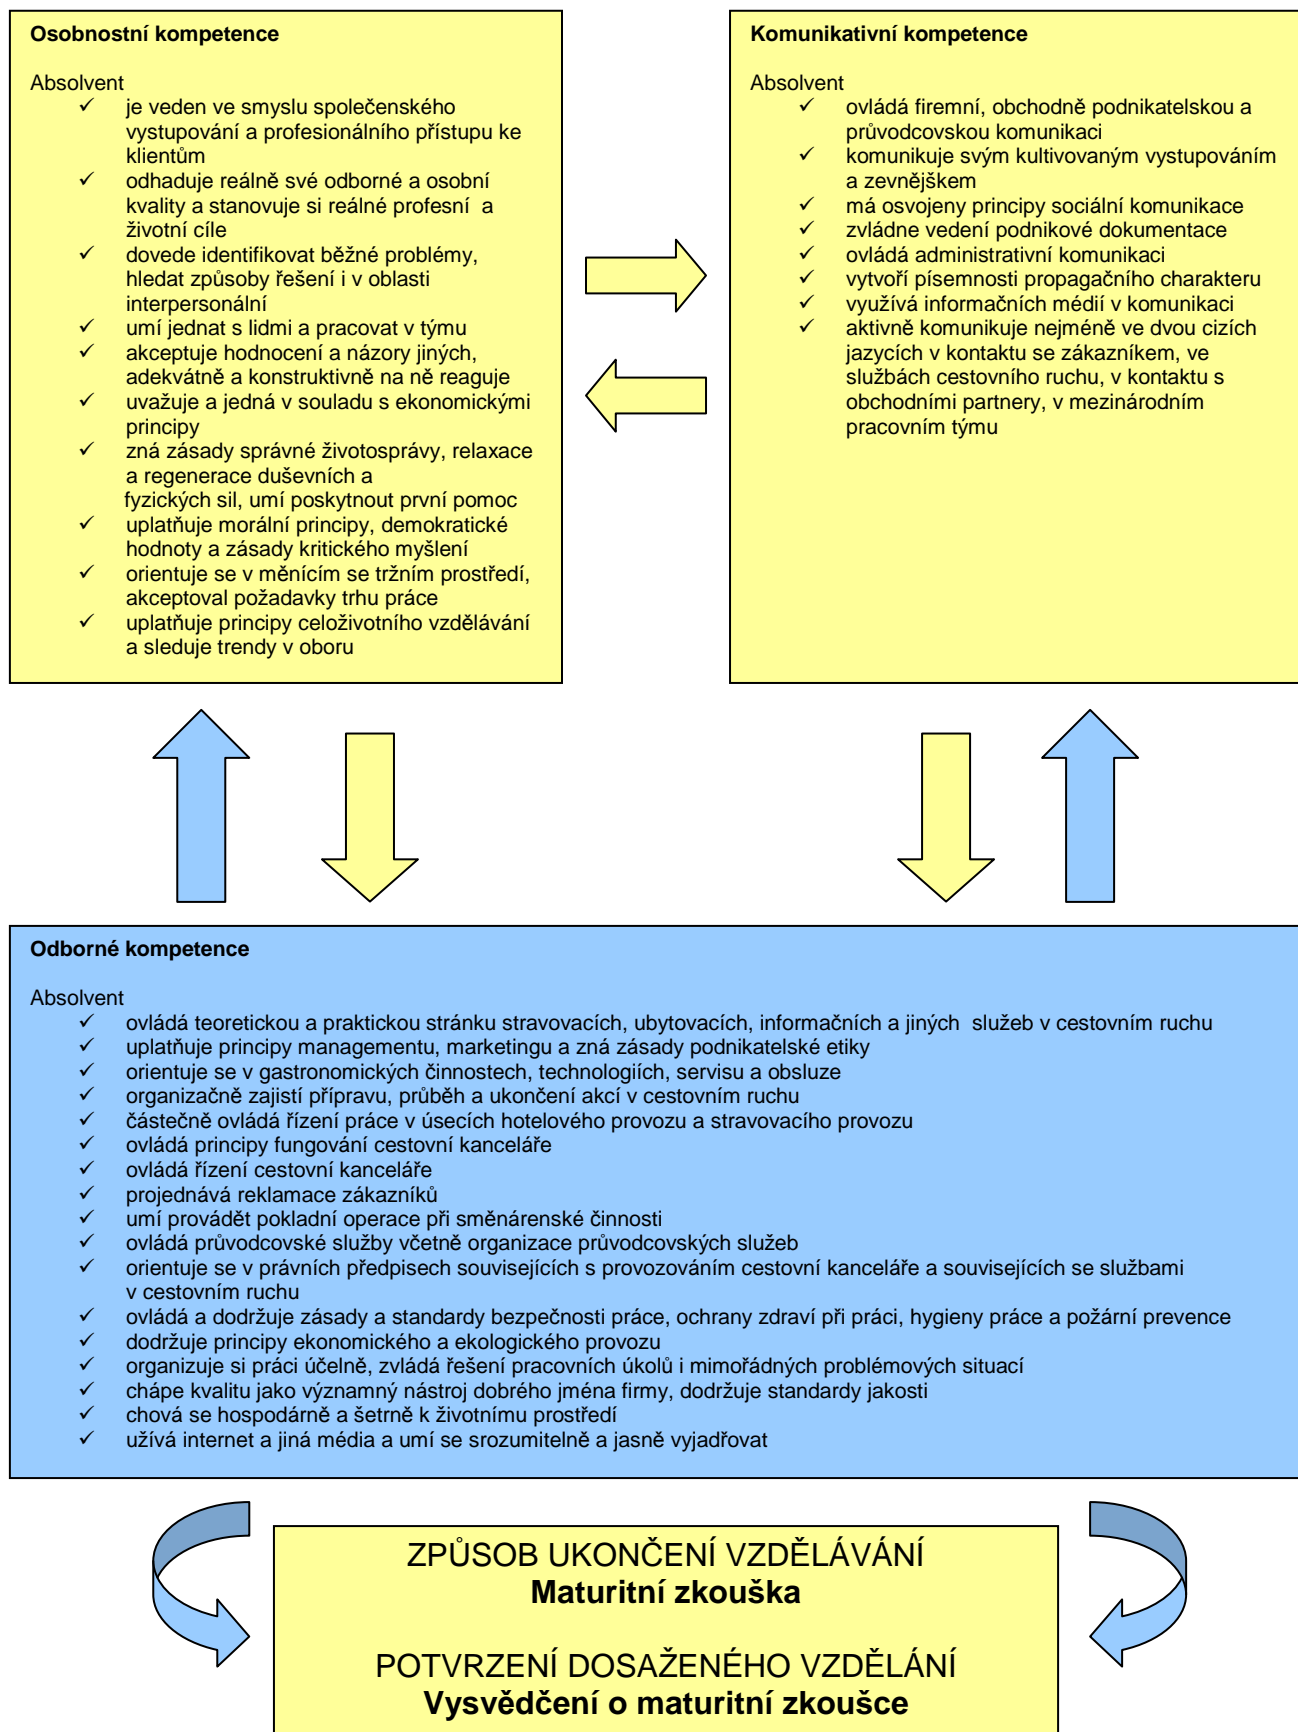 Osobnostní kompetence
Absolvent
✓ je veden ve smyslu společenského
vystupování a profesionálního přístupu ke
klientům
✓ odhaduje reálně své odborné a osobní
kvality a stanovuje si reálné profesní a
životní cíle
✓ dovede identifikovat běžné problémy,
hledat způsoby řešení i v oblasti
interpersonální
✓ umí jednat s lidmi a pracovat v týmu
✓ akceptuje hodnocení a názory jiných,
adekvátně a konstruktivně na ně reaguje
✓ uvažuje a jedná v souladu s ekonomickými
principy
✓ zná zásady správné životosprávy, relaxace
a regenerace duševních a
fyzických sil, umí poskytnout první pomoc
✓ uplatňuje morální principy, demokratické
hodnoty a zásady kritického myšlení
✓ orientuje se v měnícím se tržním prostředí,
akceptoval požadavky trhu práce
✓ uplatňuje principy celoživotního vzdělávání
a sleduje trendy v oboru
Komunikativní kompetence
Absolvent
✓ ovládá firemní, obchodně podnikatelskou a
průvodcovskou komunikaci
✓ komunikuje svým kultivovaným vystupováním
a zevnějškem
✓ má osvojeny principy sociální komunikace
✓ zvládne vedení podnikové dokumentace
✓ ovládá administrativní komunikaci
✓ vytvoří písemnosti propagačního charakteru
✓ využívá informačních médií v komunikaci
✓ aktivně komunikuje nejméně ve dvou cizích
jazycích v kontaktu se zákazníkem, ve
službách cestovního ruchu, v kontaktu s
obchodními partnery, v mezinárodním
pracovním týmu
Odborné kompetence
Absolvent
✓ ovládá teoretickou a praktickou stránku stravovacích, ubytovacích, informačních a jiných služeb v cestovním ruchu
✓ uplatňuje principy managementu, marketingu a zná zásady podnikatelské etiky
✓ orientuje se v gastronomických činnostech, technologiích, servisu a obsluze
✓ organizačně zajistí přípravu, průběh a ukončení akcí v cestovním ruchu
✓ částečně ovládá řízení práce v úsecích hotelového provozu a stravovacího provozu
✓ ovládá principy fungování cestovní kanceláře
✓ ovládá řízení cestovní kanceláře
✓ projednává reklamace zákazníků
✓ umí provádět pokladní operace při směnárenské činnosti
✓ ovládá průvodcovské služby včetně organizace průvodcovských služeb
✓ orientuje se v právních předpisech souvisejících s provozováním cestovní kanceláře a souvisejících se službami
v cestovním ruchu
✓ ovládá a dodržuje zásady a standardy bezpečnosti práce, ochrany zdraví při práci, hygieny práce a požární prevence
✓ dodržuje principy ekonomického a ekologického provozu
✓ organizuje si práci účelně, zvládá řešení pracovních úkolů i mimořádných problémových situací
✓ chápe kvalitu jako významný nástroj dobrého jména firmy, dodržuje standardy jakosti
✓ chová se hospodárně a šetrně k životnímu prostředí
✓ užívá internet a jiná média a umí se srozumitelně a jasně vyjadřovat
ZPŮSOB UKONČENÍ VZDĚLÁVÁNÍ
Maturitní zkouška
POTVRZENÍ DOSAŽENÉHO VZDĚLÁNÍ
Vysvědčení o maturitní zkoušce